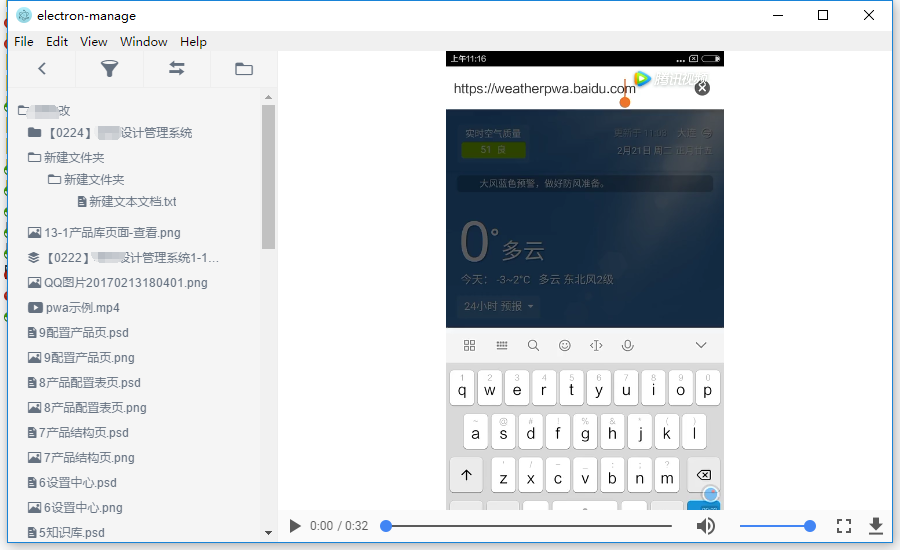 electron-manage
File Edit View Window Help
改
【0224】 设计管理系统
新建文件夹
新建文件夹
新建文本文档.txt
13-1产品库页面-查看.png
【0222】 设计管理系统1-1...
QQ图片20170213180401.png
pwa示例.mp4
9配置产品页.psd
9配置产品页.png
8产品配置表页.psd
8产品配置表页.png
7产品结构页.psd
7产品结构页.png
6设置中心.psd
6设置中心.png
5知识库.psd
上午11:16
腾讯视频
https://weatherpwa.baidu.com
实时空气质量
51 良
更新于 11:09 大连
2月21日 周二 正月廿五
大风蓝色预警，做好防风准备。
0°多云
今天： -3~2°C 多云 东北风2级
24小时 预报
1 2 3 4 5 6 7 8 9 0
q w e r t y u i o p
a s d f g h j k l
z x c v b n m
0:00 / 0:32